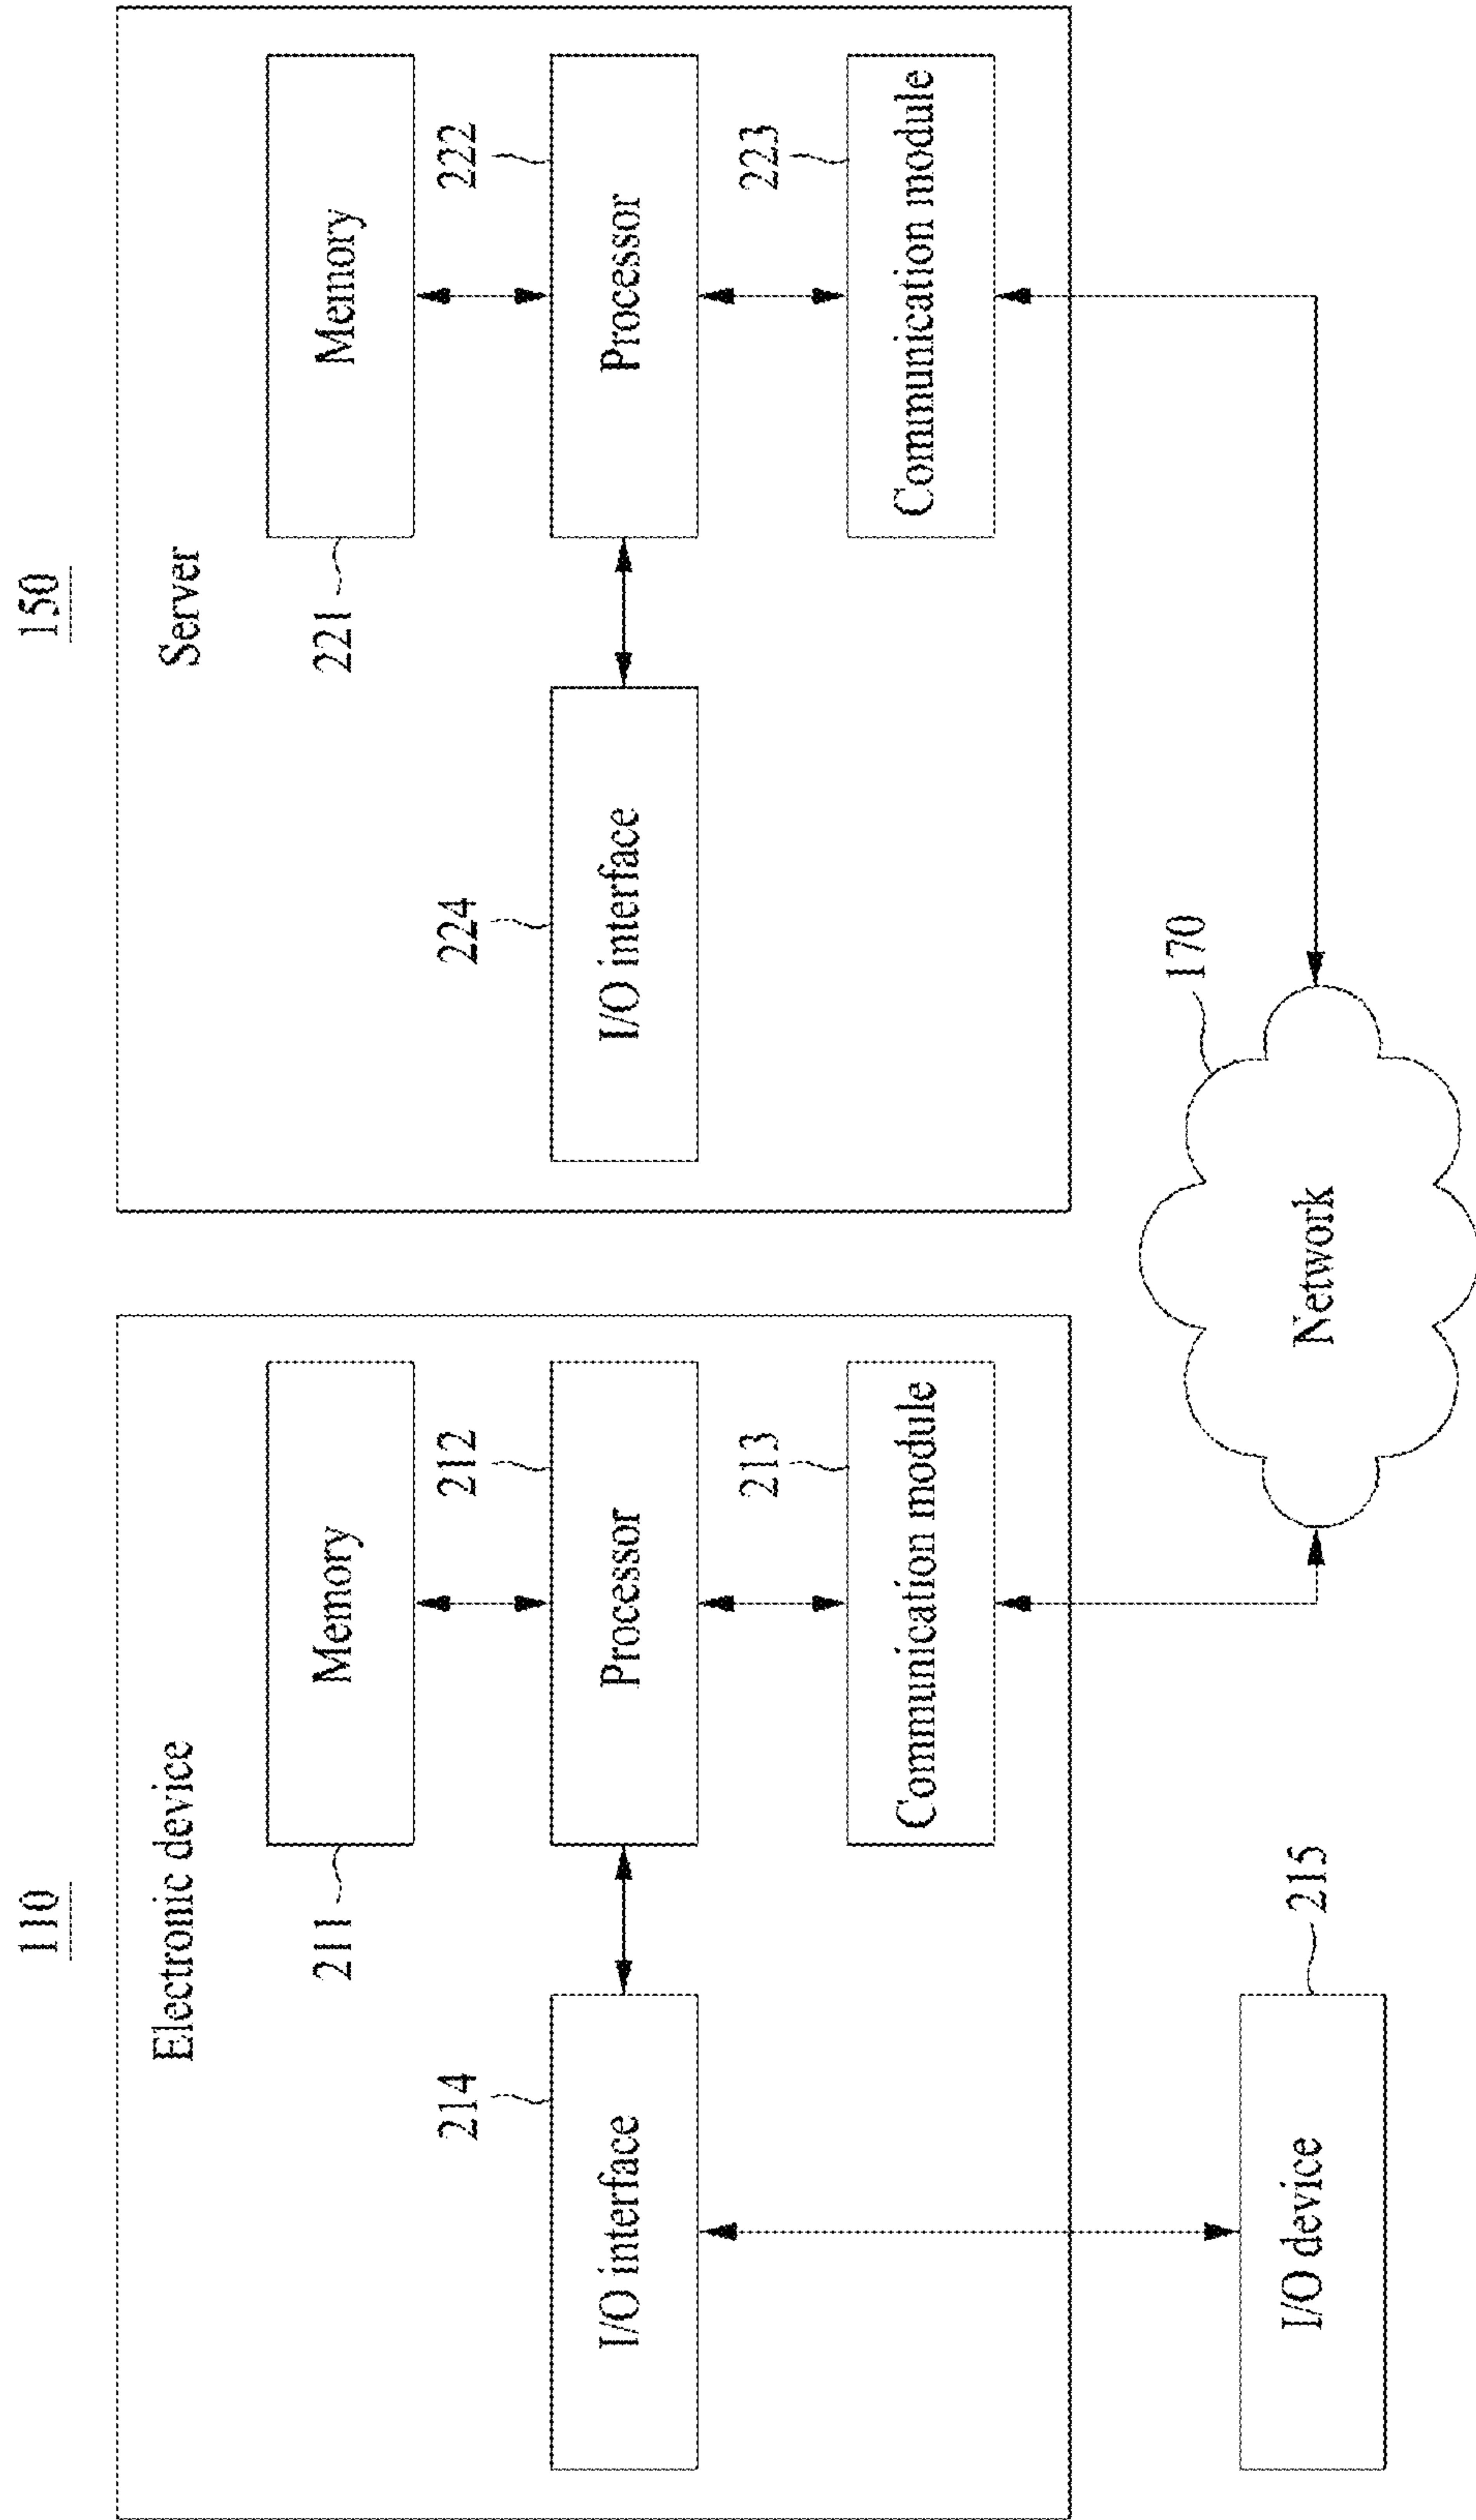 110
Electronic device
Memory
211
212
Processor
214
I/O interface
213
Communication module
I/O device
215
150
Server
Memory
221
222
Processor
224
I/O interface
223
Communication module
170
Network